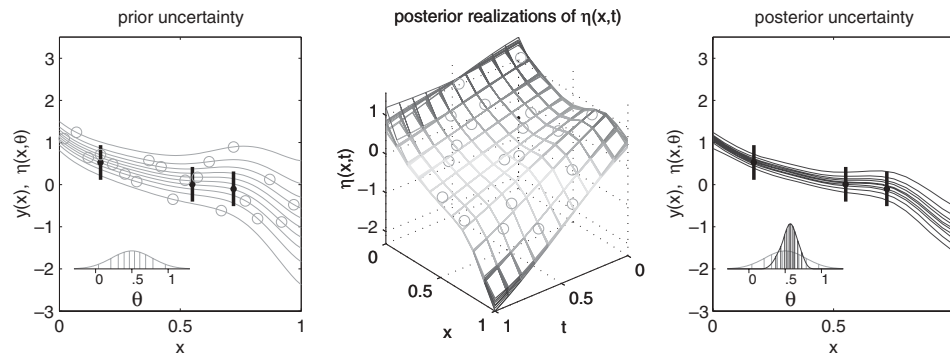 prior uncertainty
y(x), η(x,θ)
3
2
1
0
−1
−2
−3
0 .5 1
θ
0 0.5 1
x
posterior realizations of η(x,t)
η(x,t)
1
0
−1
−2
0
0.5
1
x
1
0.5
0
t
posterior uncertainty
y(x), η(x,θ)
3
2
1
0
−1
−2
−3
0 .5 1
θ
0 0.5
x